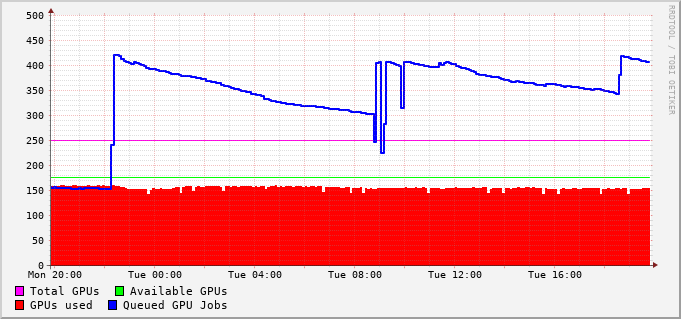 500
450
400
350
300
250
200
150
100
50
0
Mon 20:00 Tue 00:00 Tue 04:00 Tue 08:00 Tue 12:00 Tue 16:00
Total GPUs Available GPUs
GPUs used Queued GPU Jobs
RRDTOOL / TOBI OETIKER